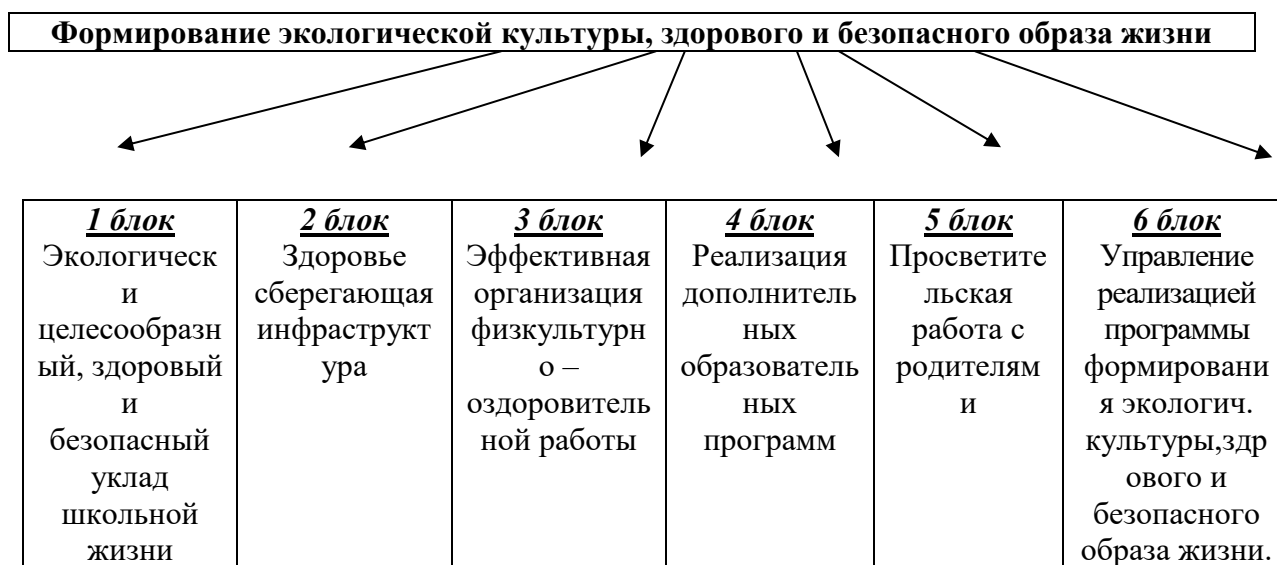 Формирование экологической культуры, здорового и безопасного образа жизни
1 блок
Экологическ
и
целесообразн
ый, здоровый
и
безопасный
уклад
школьной
жизни
2 блок
Здоровье
сберегающая
инфраструкт
ура
3 блок
Эффективная
организация
физкультурн
о –
оздоровитель
ной работы
4 блок
Реализация
дополнитель
ных
образователь
ных
программ
5 блок
Просветите
льская
работа с
родителям
и
6 блок
Управление
реализацией
программы
формировани
я экологич.
культуры,здр
ового и
безопасного
образа жизни.